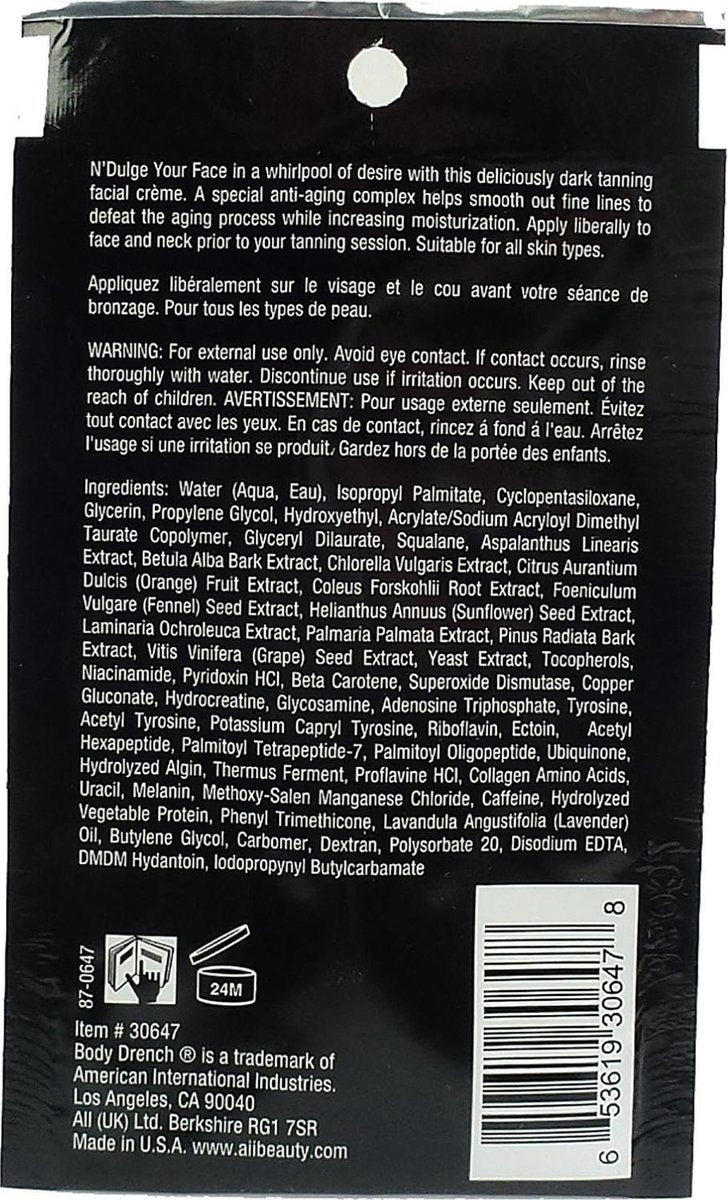 N'Dulge Your Face in a whirlpool of desire with this deliciously dark tanning
facial crème. A special anti-aging complex helps smooth out fine lines to
defeat the aging process while increasing moisturization. Apply liberally to
face and neck prior to your tanning session. Suitable for all skin types.
Appliquez libéralement sur le visage et le cou avant votre séance de
bronzage. Pour tous les types de peau.
WARNING: For external use only. Avoid eye contact. If contact occurs, rinse
thoroughly with water. Discontinue use if irritation occurs. Keep out of the
reach of children. AVERTISSEMENT: Pour usage externe seulement. Évitez
tout contact avec les yeux. En cas de contact, rincez á fond á l'eau. Arrêtez
l'usage si une irritation se produit. Gardez hors de la portée des enfants.
Ingredients: Water (Aqua, Eau), Isopropyl Palmitate, Cyclopentasiloxane,
Glycerin, Propylene Glycol, Hydroxyethyl, Acrylate/Sodium Acryloyl Dimethyl
Taurate Copolymer, Glyceryl Dilaurate, Squalane, Aspalanthus Linearis
Extract, Betula Alba Bark Extract, Chlorella Vulgaris Extract, Citrus Aurantium
Dulcis (Orange) Fruit Extract, Coleus Forskohlii Root Extract, Foeniculum
Vulgare (Fennel) Seed Extract, Helianthus Annuus (Sunflower) Seed Extract,
Laminaria Ochroleuca Extract, Palmaria Palmata Extract, Pinus Radiata Bark
Extract, Vitis Vinifera (Grape) Seed Extract, Yeast Extract, Tocopherols,
Niacinamide, Pyridoxin HCI, Beta Carotene, Superoxide Dismutase, Copper
Gluconate, Hydrocreatine, Glycosamine, Adenosine Triphosphate, Tyrosine,
Acetyl Tyrosine, Potassium Capryl Tyrosine, Riboflavin, Ectoin, Acetyl
Hexapeptide, Palmitoyl Tetrapeptide-7, Palmitoyl Oligopeptide, Ubiquinone,
Hydrolyzed Algin, Thermus Ferment, Proflavine HCI, Collagen Amino Acids,
Uracil, Melanin, Methoxy-Salen Manganese Chloride, Caffeine, Hydrolyzed
Vegetable Protein, Phenyl Trimethicone, Lavandula Angustifolia (Lavender)
Oil, Butylene Glycol, Carbomer, Dextran, Polysorbate 20, Disodium EDTA,
DMDM Hydantoin, Iodopropynyl Butylcarbamate
87-0647
24M
Item # 30647
Body Drench ® is a trademark of
American International Industries.
Los Angeles, CA 90040
AII (UK) Ltd. Berkshire RG1 7SR
Made in U.S.A. www.aiibeauty.com
6 53619 30647 8